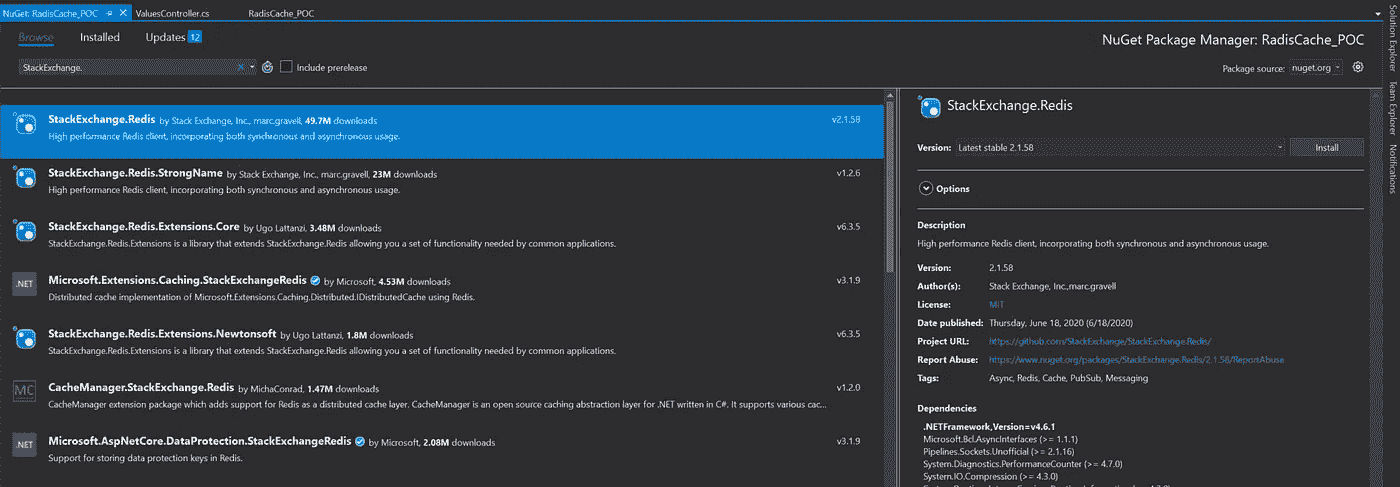 NuGet: RadisCache_POC ValuesController.cs RadisCache_POC
Browse Installed Updates 12
NuGet Package Manager: RadisCache_POC
StackExchange. Include prerelease
Package source: nuget.org
StackExchange.Redis by Stack Exchange, Inc., marc.gravell, 49.7M downloads v2.1.58
High performance Redis client, incorporating both synchronous and asynchronous usage.
StackExchange.Redis.StrongName by Stack Exchange, Inc., marc.gravell, 23M downloads v1.2.6
High performance Redis client, incorporating both synchronous and asynchronous usage.
StackExchange.Redis.Extensions.Core by Ugo Lattanzi, 3.48M downloads v6.3.5
StackExchange.Redis.Extensions is a library that extends StackExchange.Redis allowing you a set of functionality needed by common applications.
.NET
Microsoft.Extensions.Caching.StackExchangeRedis by Microsoft, 4.53M downloads v3.1.9
Distributed cache implementation of Microsoft.Extensions.Caching.Distributed.IDistributedCache using Redis.
StackExchange.Redis.Extensions.Newtonsoft by Ugo Lattanzi, 1.8M downloads v6.3.5
StackExchange.Redis.Extensions is a library that extends StackExchange.Redis allowing you a set of functionality needed by common applications.
MC
CacheManager.StackExchange.Redis by MichaConrad, 1.47M downloads v1.2.0
CacheManager extension package which adds support for Redis as a distributed cache layer. CacheManager is an open source caching abstraction layer for .NET written in C#. It supports various cac...
.NET
Microsoft.AspNetCore.DataProtection.StackExchangeRedis by Microsoft, 2.08M downloads v3.1.9
Support for storing data protection keys in Redis.
StackExchange.Redis
Version: Latest stable 2.1.58 Install
Options
Description
High performance Redis client, incorporating both synchronous and asynchronous usage.
Version: 2.1.58
Author(s): Stack Exchange, Inc.,marc.gravell
License: MIT
Date published: Thursday, June 18, 2020 (6/18/2020)
Project URL: https://github.com/StackExchange/StackExchange.Redis/
Report Abuse: https://www.nuget.org/packages/StackExchange.Redis/2.1.58/ReportAbuse
Tags: Async, Redis, Cache, PubSub, Messaging
Dependencies
.NETFramework,Version=v4.6.1
Microsoft.Bcl.AsyncInterfaces (>= 1.1.1)
Pipelines.Sockets.Unofficial (>= 2.1.16)
System.Diagnostics.PerformanceCounter (>= 4.7.0)
System.IO.Compression (>= 4.3.0)
Solution Explorer
Team Explorer
Notifications